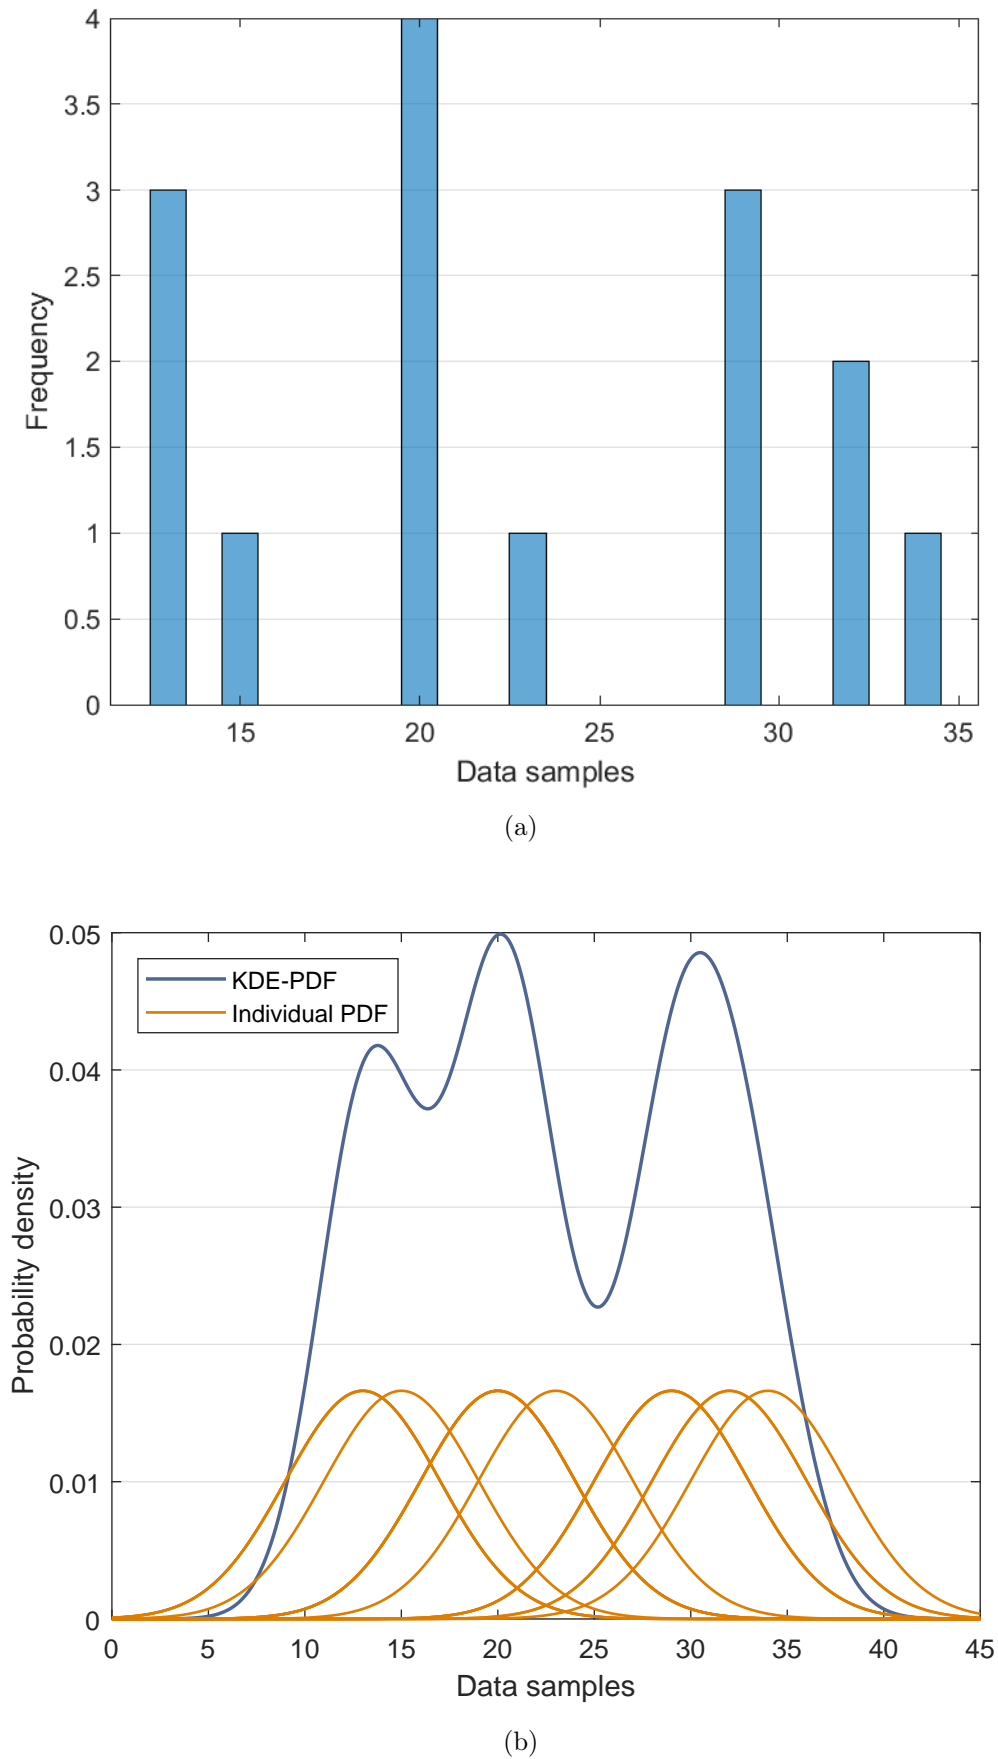 4
3.5
3
2.5
2
1.5
1
0.5
0
Frequency
15 20 25 30 35
Data samples
(a)
0.05
0.04
0.03
0.02
0.01
0
Probability density
KDE-PDF
Individual PDF
0 5 10 15 20 25 30 35 40 45
Data samples
(b)